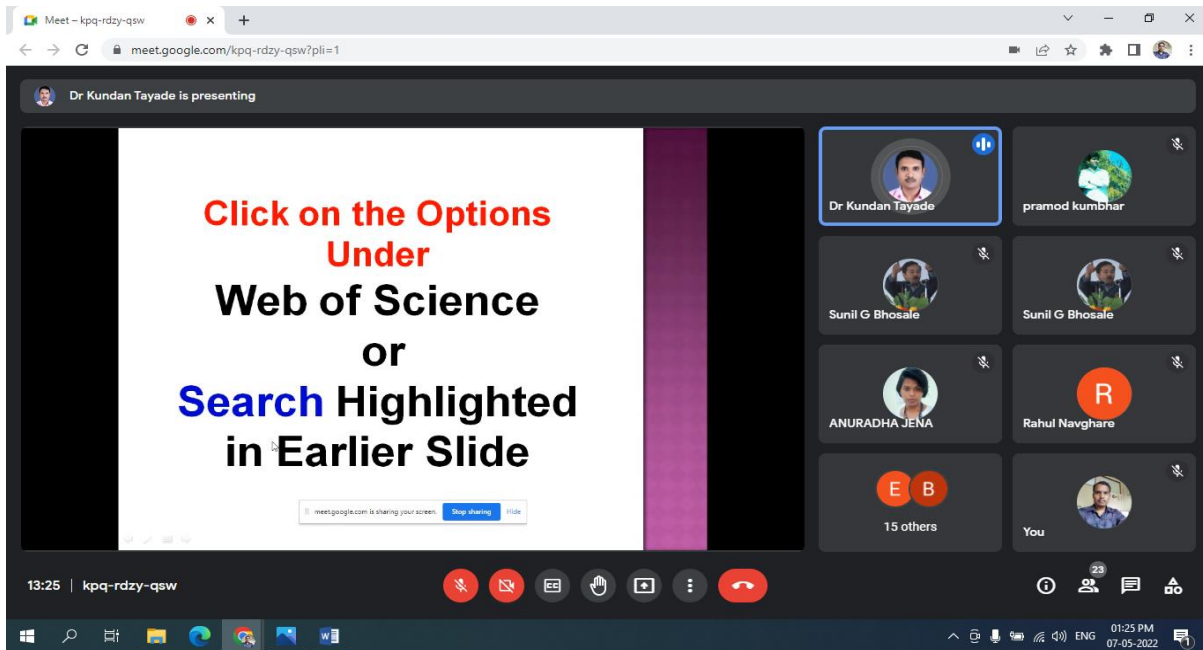 Meet – kpq-rdzy-qsw
meet.google.com/kpq-rdzy-qsw?pli=1
Dr Kundan Tayade is presenting
Click on the Options
Under
Web of Science
or
Search Highlighted
in Earlier Slide
meet.google.com is sharing your screen.
Stop sharing
Hide
Dr Kundan Tayade
pramod kumbhar
Sunil G Bhosale
Sunil G Bhosale
ANURADHA JENA
R
Rahul Navghare
E B
15 others
You
13:25 | kpq-rdzy-qsw
23
ENG
01:25 PM
07-05-2022
1